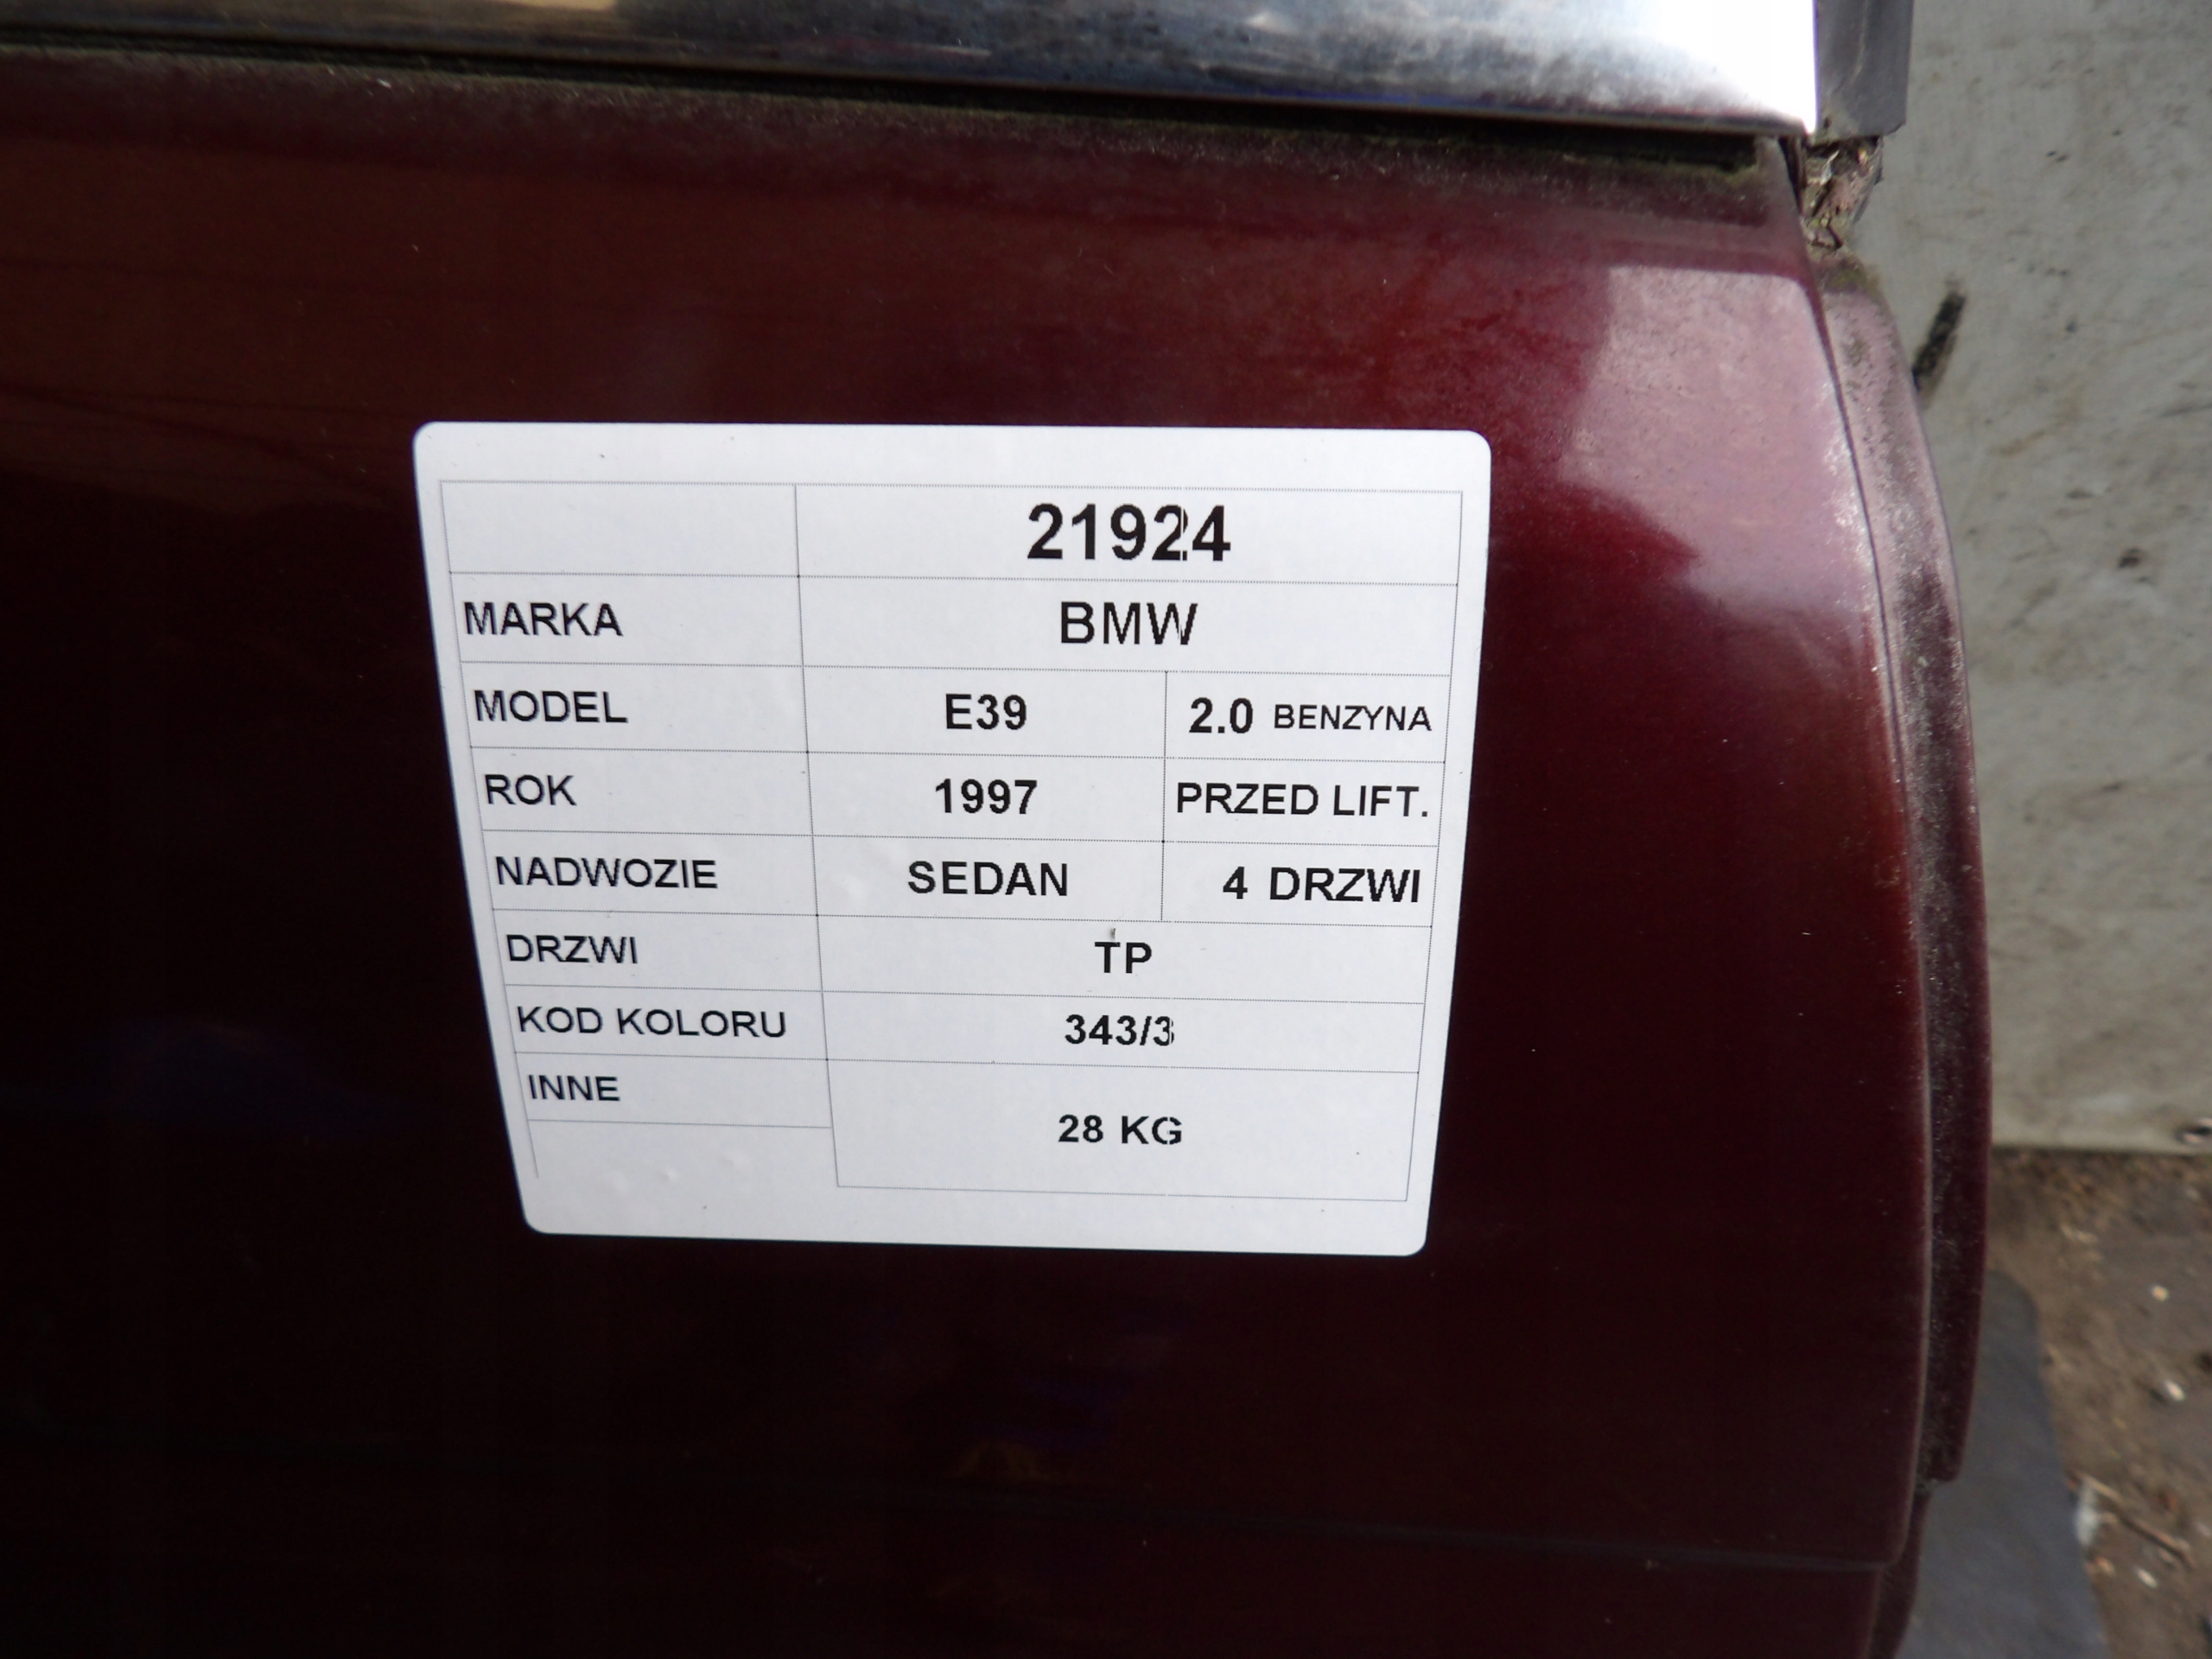 21924
MARKA BMW
MODEL E39 2.0 BENZYNA
ROK 1997 PRZED LIFT.
NADWOZIE SEDAN 4 DRZWI
DRZWI TP
KOD KOLORU 343/3
INNE
28 KG